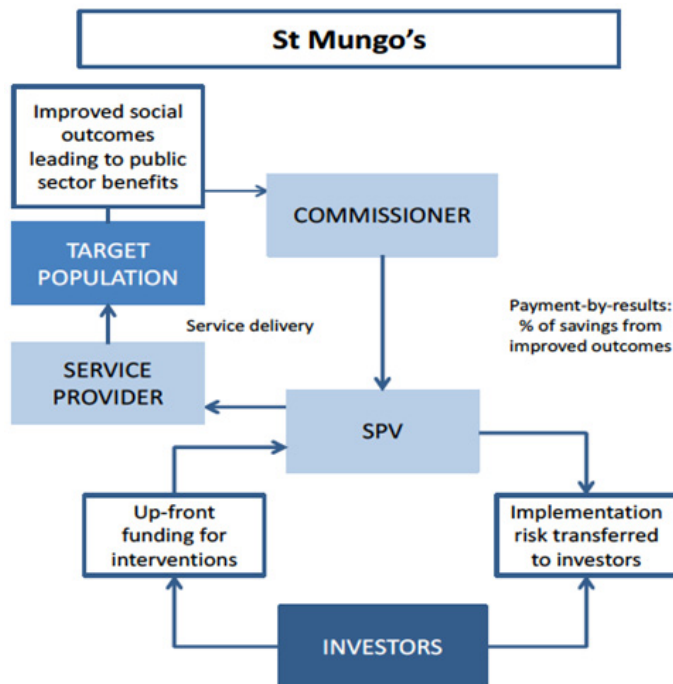 St Mungo's
Improved social
outcomes
leading to public
sector benefits
COMMISSIONER
TARGET
POPULATION
Service delivery
Payment-by-results:
% of savings from
improved outcomes
SERVICE
PROVIDER
SPV
Up-front
funding for
interventions
Implementation
risk transferred
to investors
INVESTORS